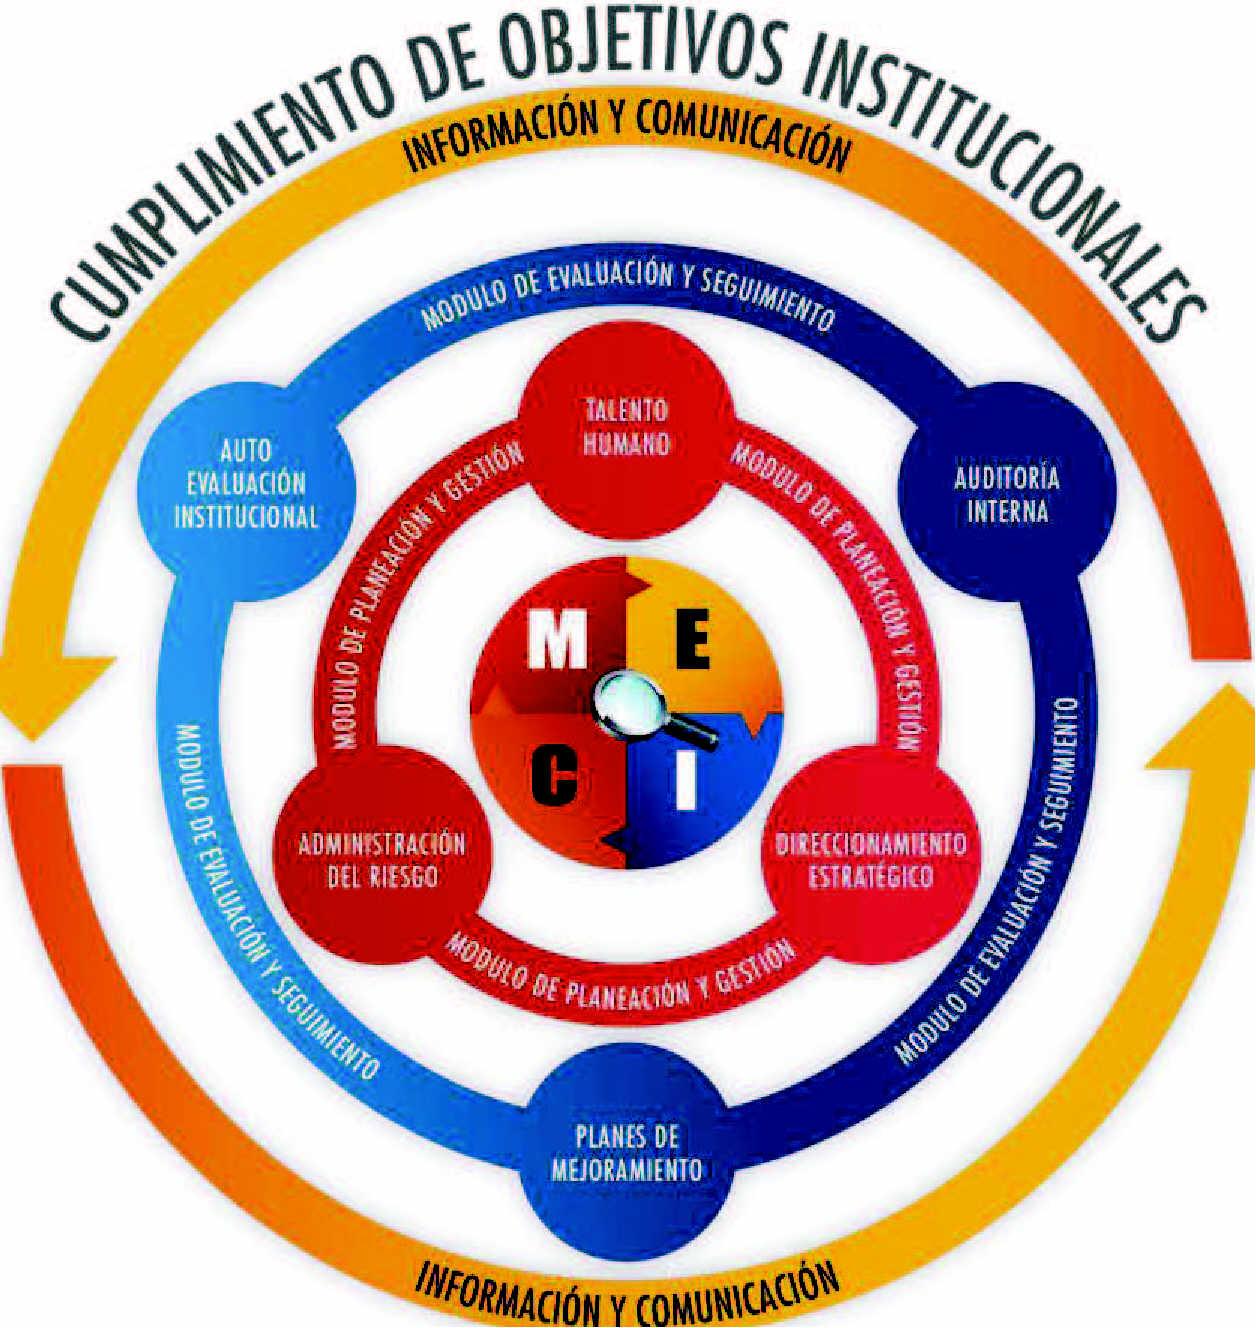 CUMPLIMIENTO DE OBJETIVOS INSTITUCIONALES
INFORMACIÓN Y COMUNICACIÓN
MODULO DE EVALUACIÓN Y SEGUIMIENTO
AUTO
EVALUACIÓN
INSTITUCIONAL
AUDITORÍA
INTERNA
TALENTO
HUMANO
MODULO DE PLANEACIÓN Y GESTIÓN
MODULO DE PLANEACIÓN Y GESTIÓN
M E
C I
ADMINISTRACIÓN
DEL RIESGO
DIRECCIONAMIENTO
ESTRATÉGICO
MODULO DE PLANEACIÓN Y GESTIÓN
MODULO DE EVALUACIÓN Y SEGUIMIENTO
MODULO DE EVALUACIÓN Y SEGUIMIENTO
PLANES DE
MEJORAMIENTO
INFORMACIÓN Y COMUNICACIÓN